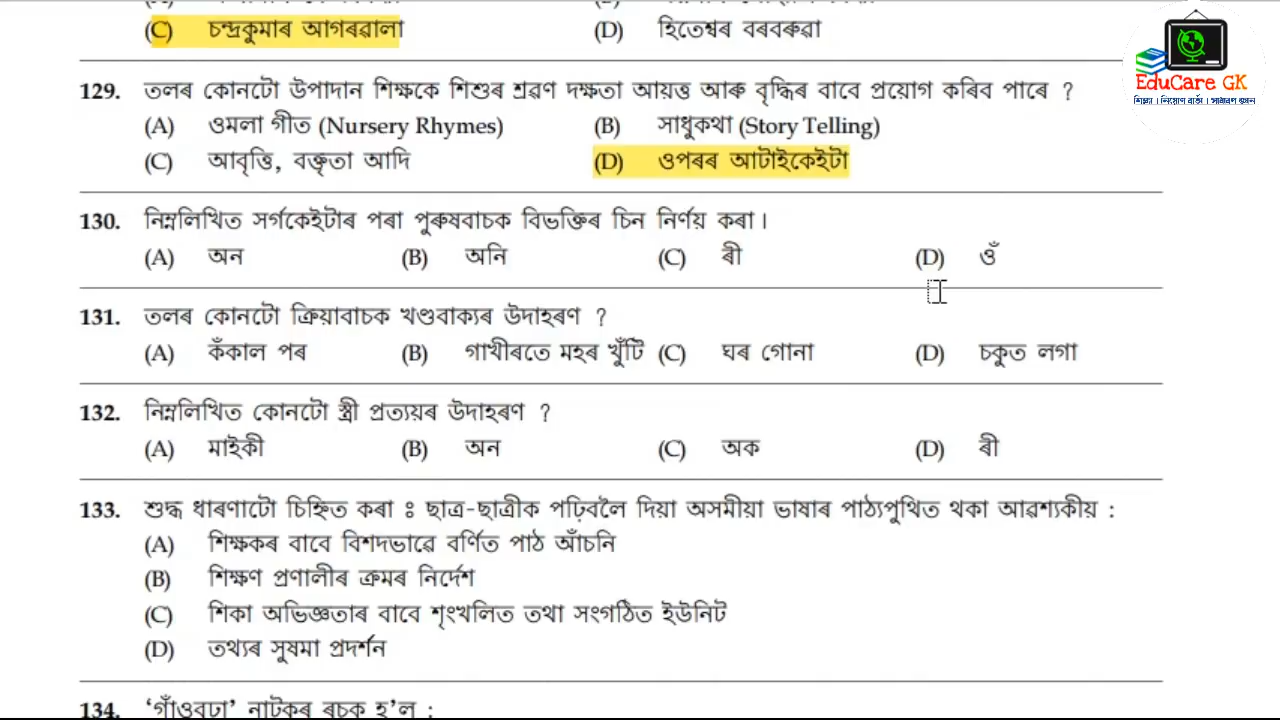 (C) চন্দ্ৰকুমাৰ আগৰৱালা (D) হিতেশ্বৰ বৰবৰুৱা
EduCare GK
129. তলৰ কোনটো উপাদান শিক্ষকে শিশুৰ শ্ৰৱণ দক্ষতা আয়ত্ত আৰু বৃদ্ধিৰ বাবে প্ৰয়োগ কৰিব পাৰে ?
(A) ওমলা গীত (Nursery Rhymes) (B) সাধুকথা (Story Telling)
(C) আবৃত্তি, বক্তৃতা আদি (D) ওপৰৰ আটাইকেইটা
130. নিম্নলিখিত সৰ্গকেইটাৰ পৰা পুৰুষবাচক বিভক্তিৰ চিন নিৰ্ণয় কৰা।
(A) অন (B) অনি (C) ৰী (D) ওঁ
131. তলৰ কোনটো ক্ৰিয়াবাচক খণ্ডবাক্যৰ উদাহৰণ ?
(A) কঁকাল পৰ (B) গাখীৰতে মহৰ খুঁটি (C) ঘৰ গোনা (D) চকুত লগা
132. নিম্নলিখিত কোনটো স্ত্ৰী প্ৰত্যয়ৰ উদাহৰণ ?
(A) মাইকী (B) অন (C) অক (D) ৰী
133. শুদ্ধ ধাৰণাটো চিহ্নিত কৰা ঃ ছাত্ৰ-ছাত্ৰীক পঢ়িবলৈ দিয়া অসমীয়া ভাষাৰ পাঠ্যপুথিত থকা আৱশ্যকীয় :
(A) শিক্ষকৰ বাবে বিশদভাৱে বৰ্ণিত পাঠ আঁচনি
(B) শিক্ষণ প্ৰণালীৰ ক্ৰমৰ নিৰ্দেশ
(C) শিকা অভিজ্ঞতাৰ বাবে শৃংখলিত তথা সংগঠিত ইউনিট
(D) তথ্যৰ সুষমা প্ৰদৰ্শন
134. ‘গাঁওবুঢ়া’ নাটকৰ ৰচক হ’ল :